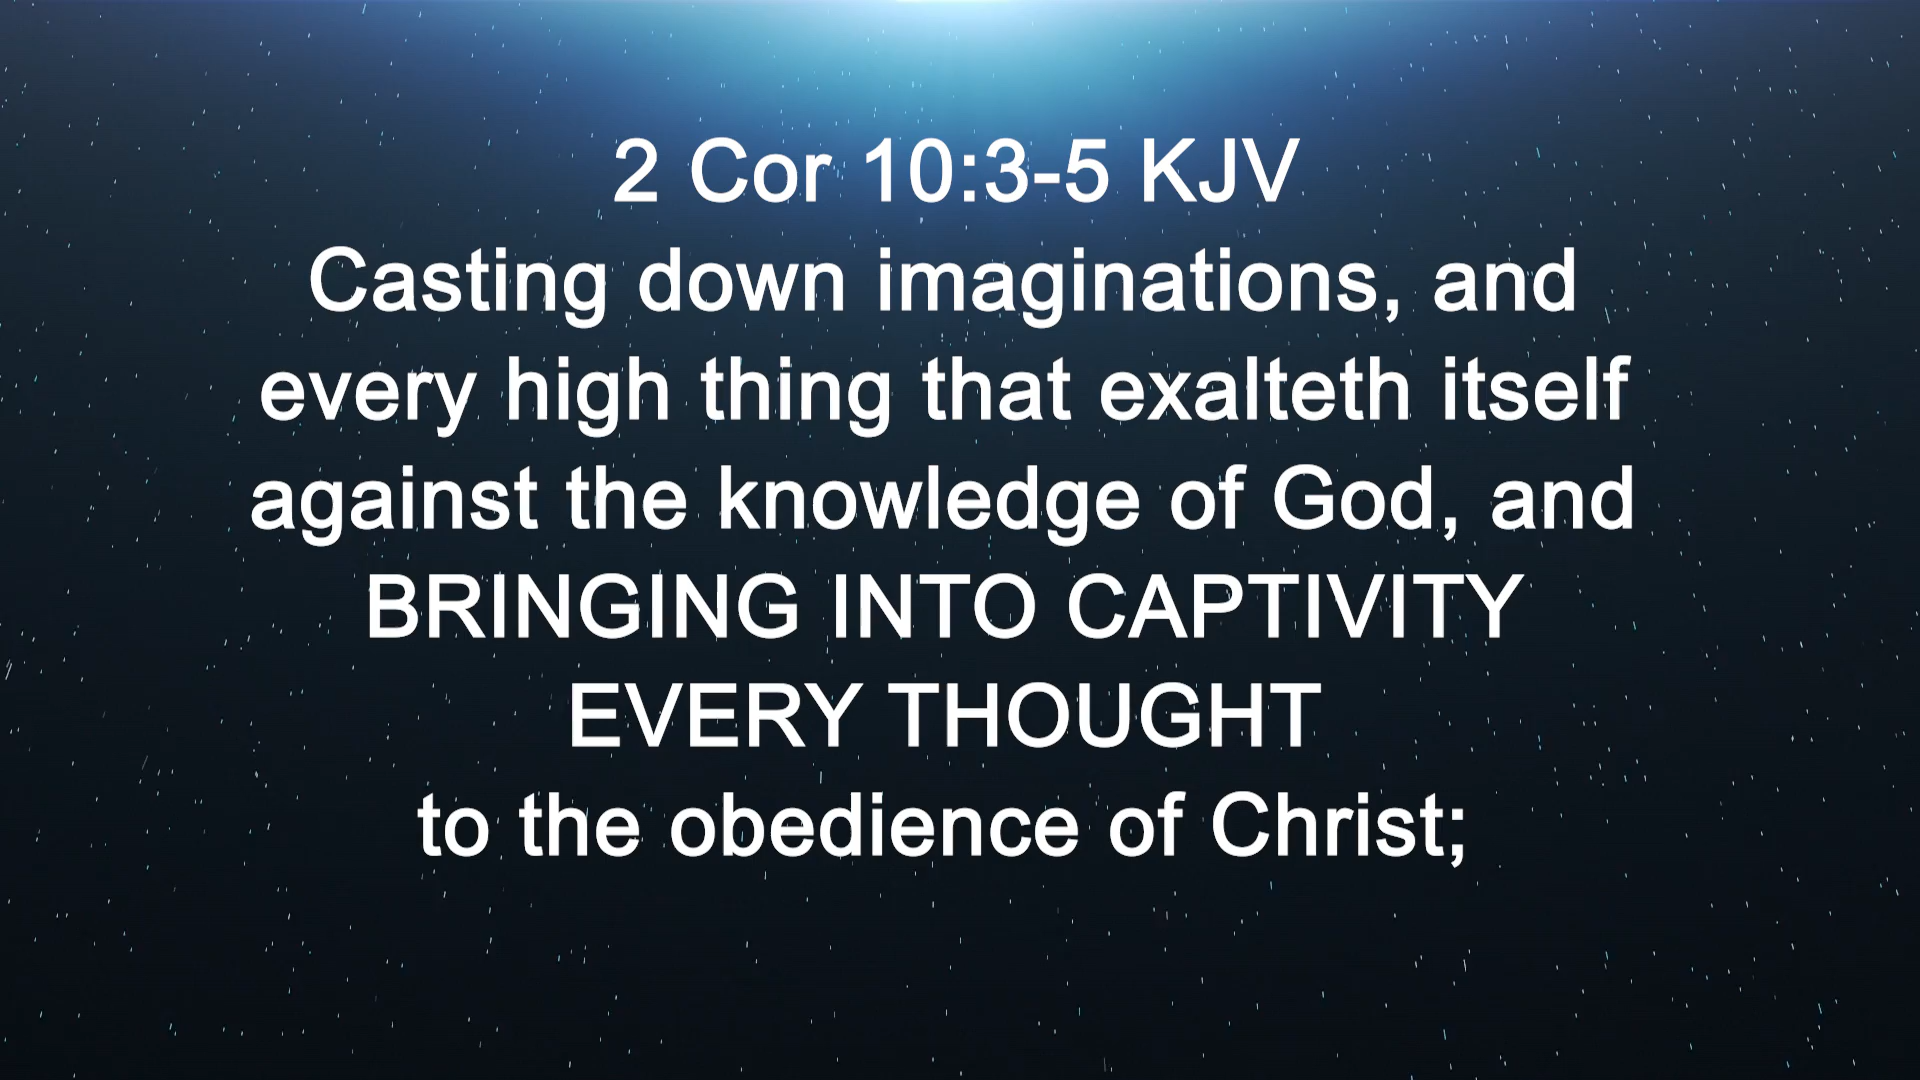 2 Cor 10:3-5 KJV
Casting down imaginations, and
every high thing that exalteth itself
against the knowledge of God, and
BRINGING INTO CAPTIVITY
EVERY THOUGHT
to the obedience of Christ;